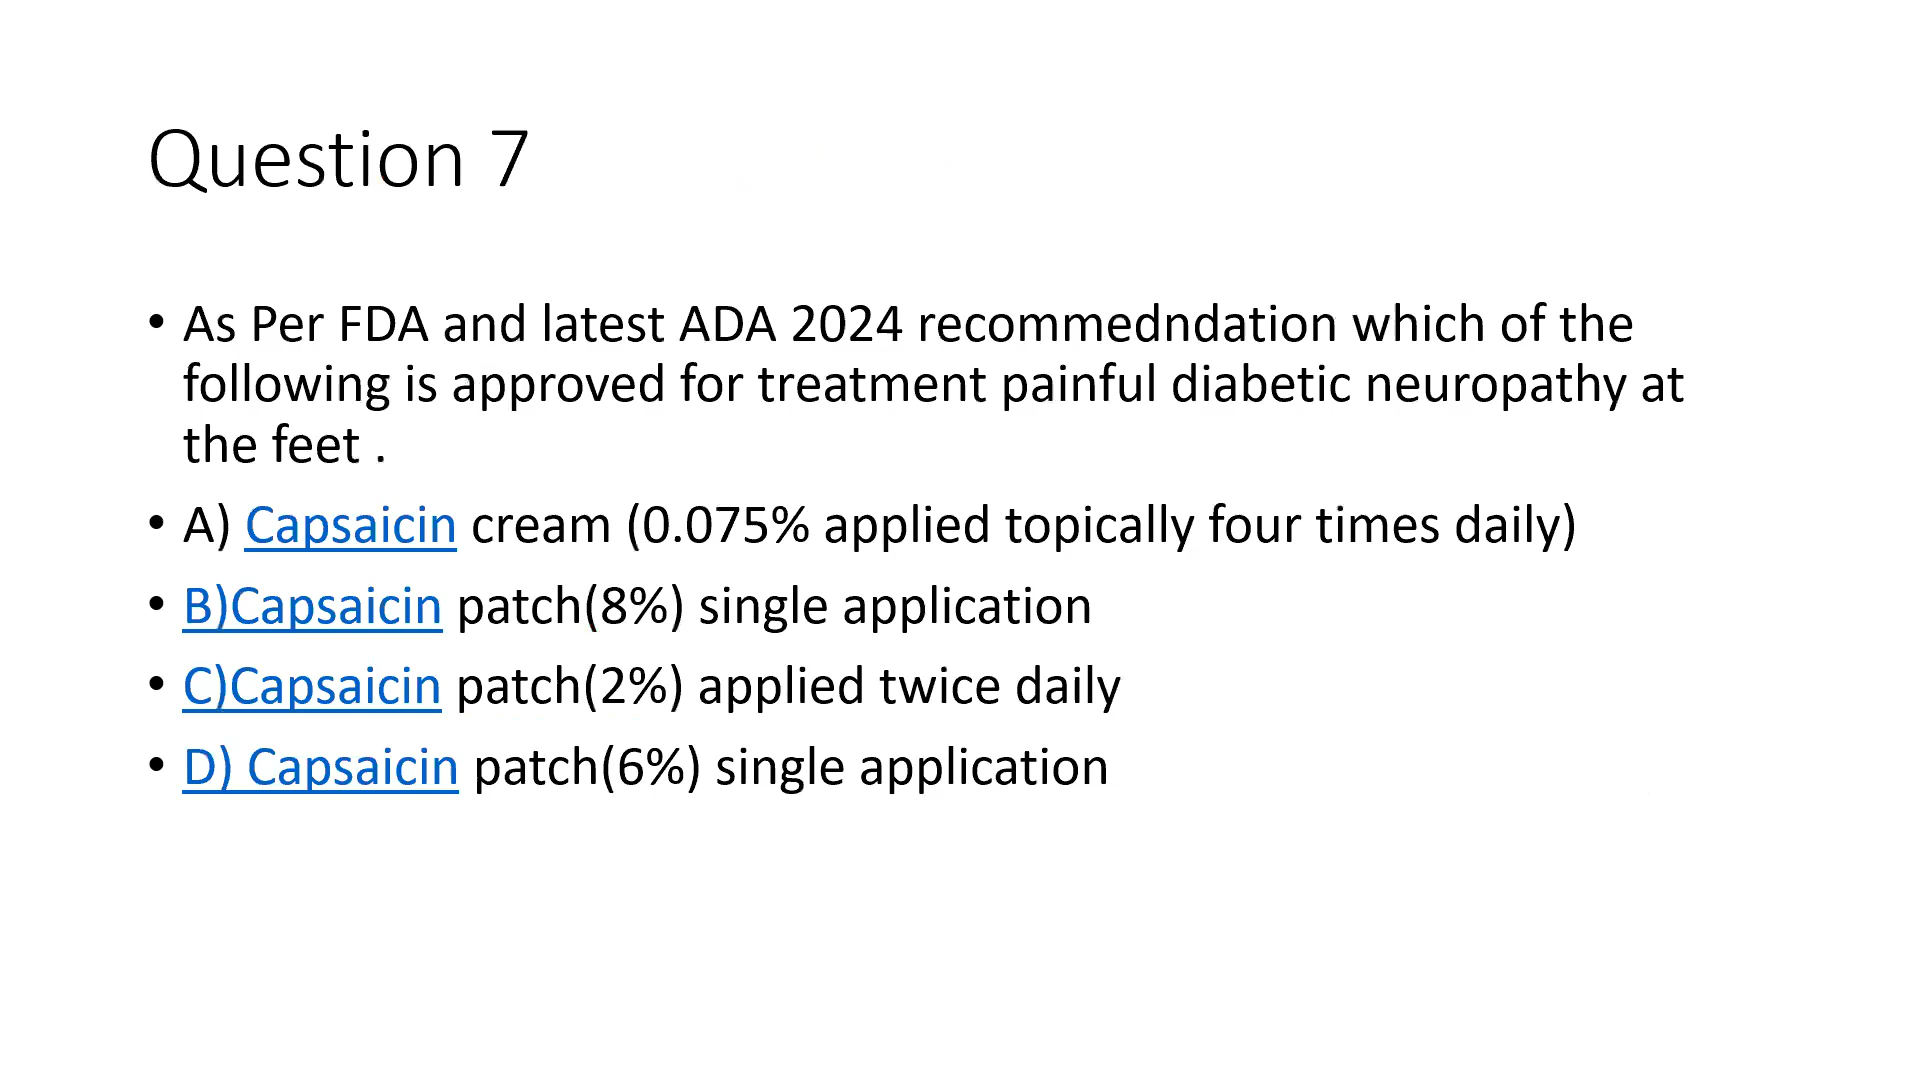 Question 7
• As Per FDA and latest ADA 2024 recommedndation which of the
following is approved for treatment painful diabetic neuropathy at
the feet .
• A) Capsaicin cream (0.075% applied topically four times daily)
• B)Capsaicin patch(8%) single application
• C)Capsaicin patch(2%) applied twice daily
• D) Capsaicin patch(6%) single application